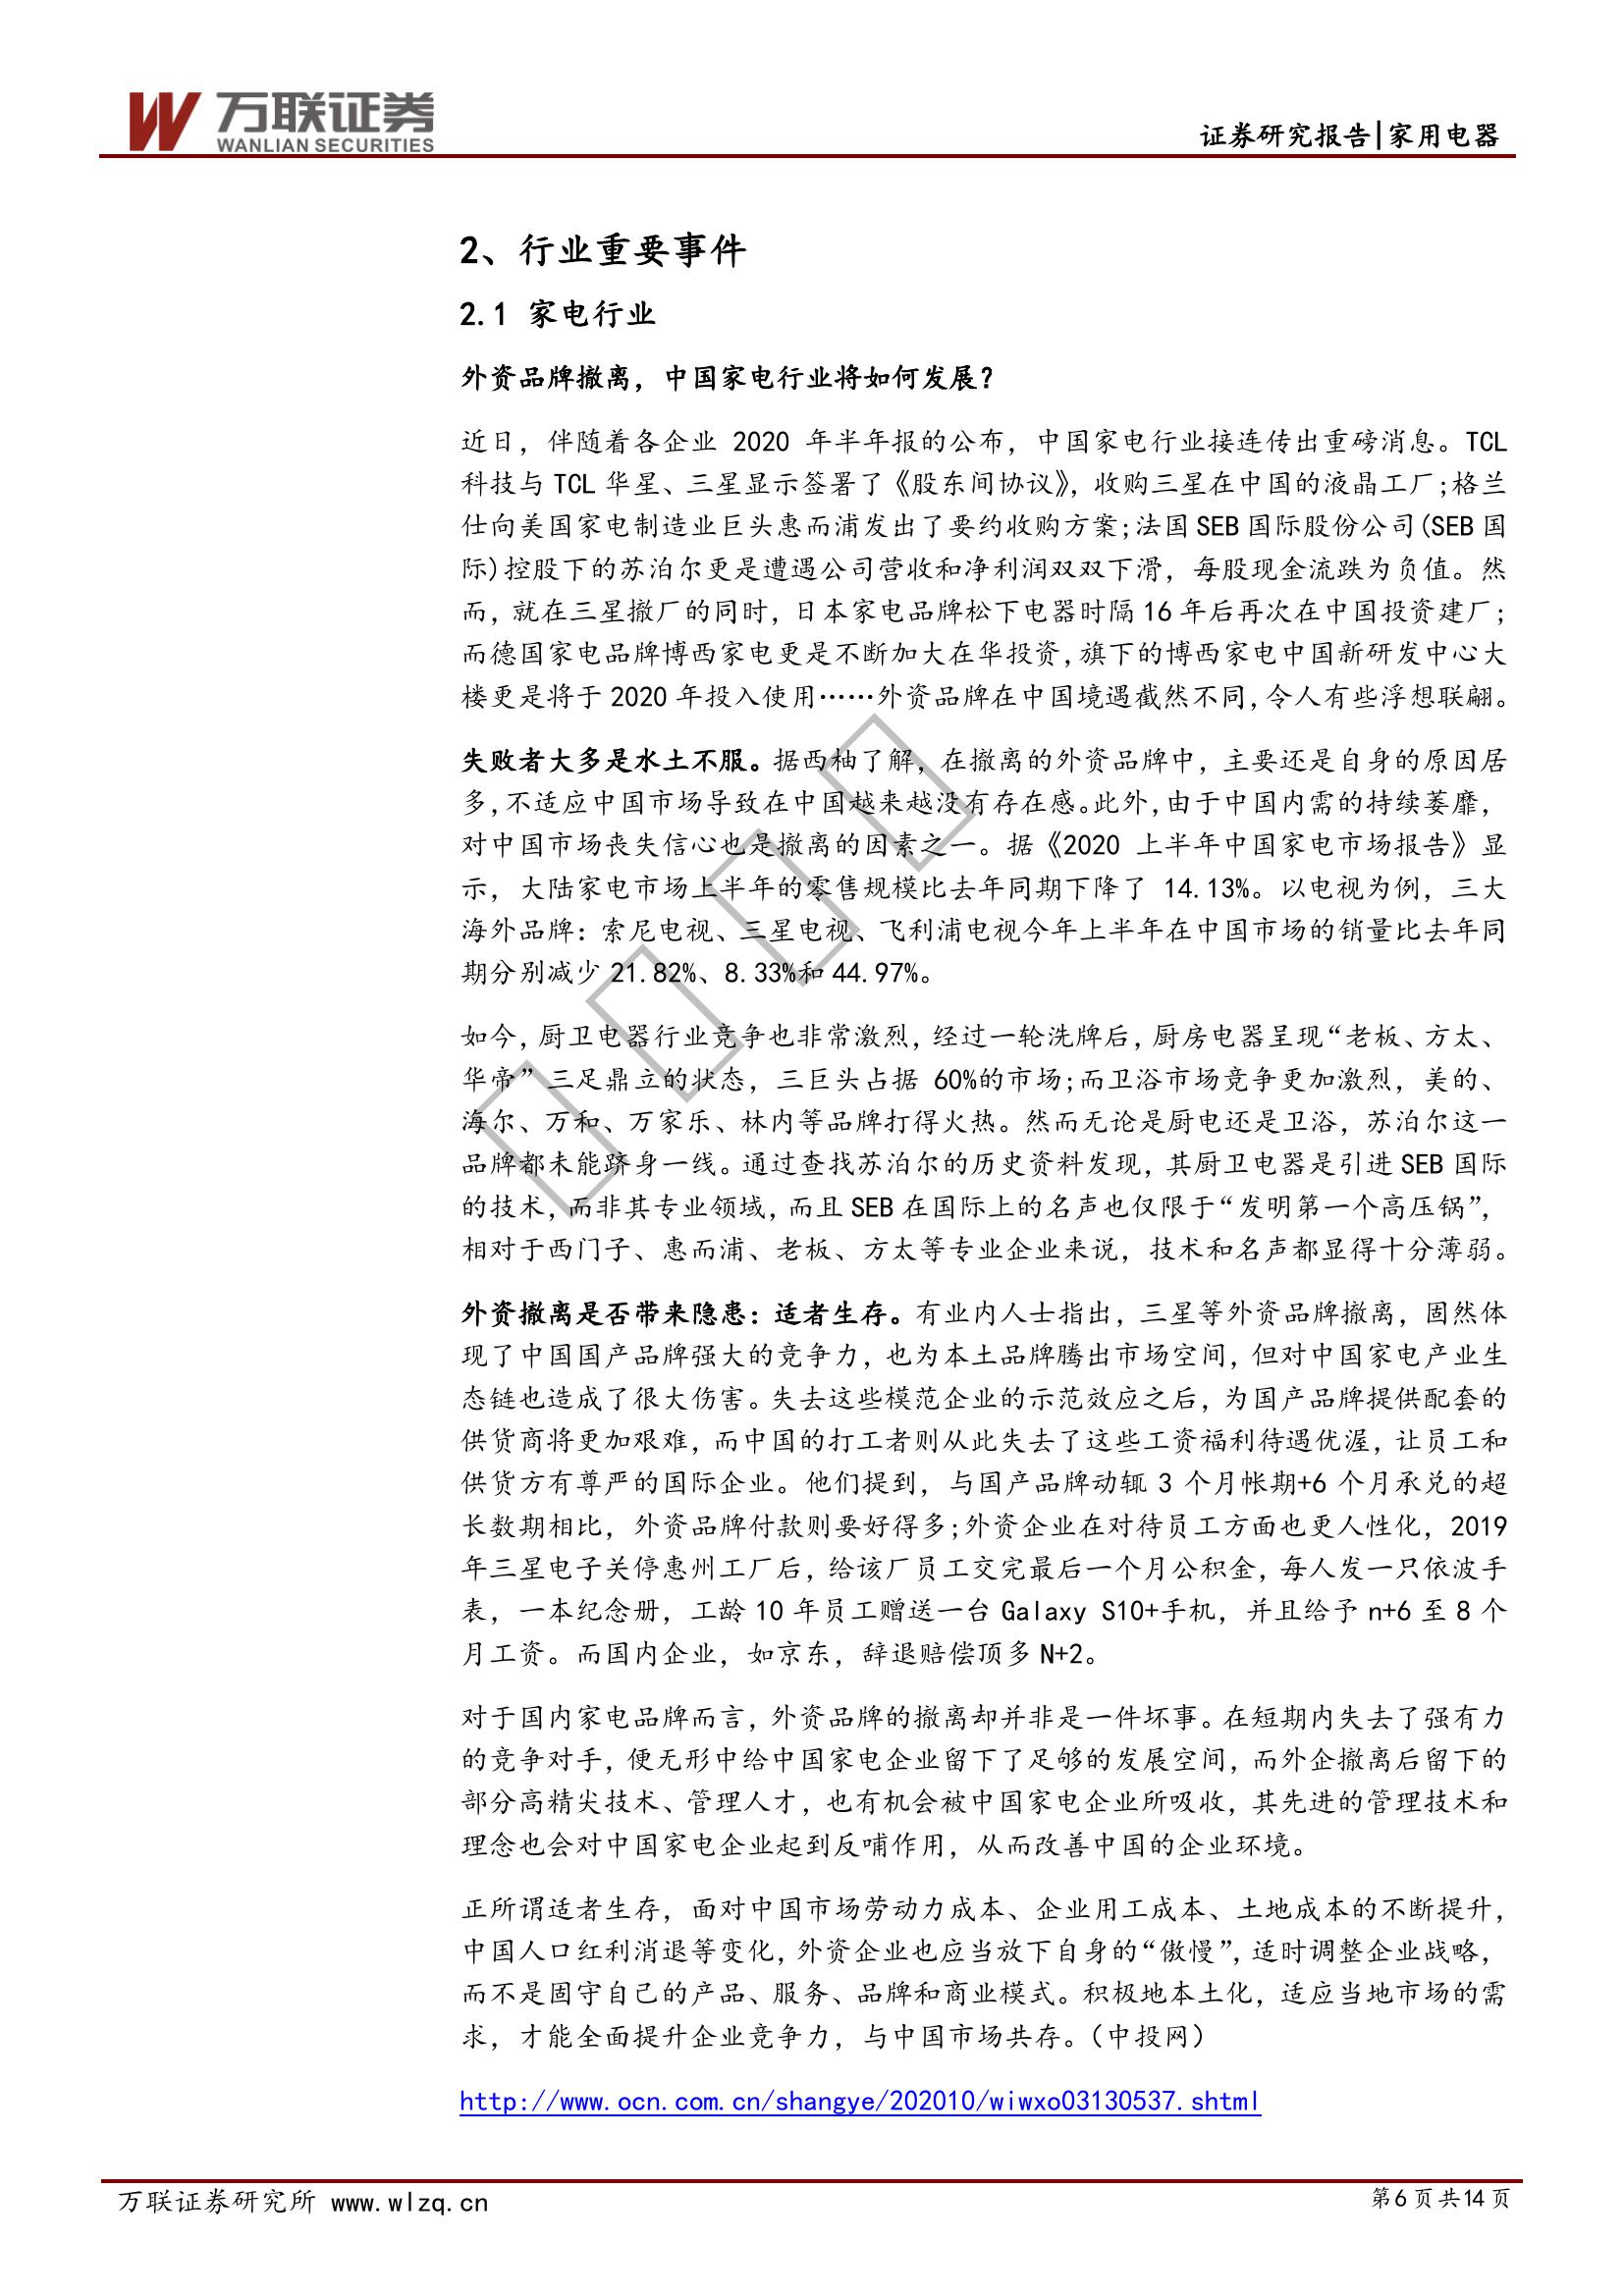 万联证券
WANLIAN SECURITIES
证券研究报告|家用电器
2、行业重要事件
2.1 家电行业
外资品牌撤离，中国家电行业将如何发展？
近日，伴随着各企业 2020 年半年报的公布，中国家电行业接连传出重磅消息。TCL
科技与 TCL 华星、三星显示签署了《股东间协议》，收购三星在中国的液晶工厂;格兰
仕向美国家电制造业巨头惠而浦发出了要约收购方案;法国 SEB 国际股份公司(SEB 国
际)控股下的苏泊尔更是遭遇公司营收和净利润双双下滑，每股现金流跌为负值。然
而，就在三星撤厂的同时，日本家电品牌松下电器时隔 16 年后再次在中国投资建厂;
而德国家电品牌博西家电更是不断加大在华投资，旗下的博西家电中国新研发中心大
楼更是将于 2020 年投入使用……外资品牌在中国境遇截然不同，令人有些浮想联翩。
失败者大多是水土不服。据西柚了解，在撤离的外资品牌中，主要还是自身的原因居
多，不适应中国市场导致在中国越来越没有存在感。此外，由于中国内需的持续萎靡，
对中国市场丧失信心也是撤离的因素之一。据《2020 上半年中国家电市场报告》显
示，大陆家电市场上半年的零售规模比去年同期下降了 14.13%。以电视为例，三大
海外品牌：索尼电视、三星电视、飞利浦电视今年上半年在中国市场的销量比去年同
期分别减少 21.82%、8.33%和 44.97%。
如今，厨卫电器行业竞争也非常激烈，经过一轮洗牌后，厨房电器呈现“老板、方太、
华帝”三足鼎立的状态，三巨头占据 60%的市场;而卫浴市场竞争更加激烈，美的、
海尔、万和、万家乐、林内等品牌打得火热。然而无论是厨电还是卫浴，苏泊尔这一
品牌都未能跻身一线。通过查找苏泊尔的历史资料发现，其厨卫电器是引进 SEB 国际
的技术，而非其专业领域，而且 SEB 在国际上的名声也仅限于“发明第一个高压锅”，
相对于西门子、惠而浦、老板、方太等专业企业来说，技术和名声都显得十分薄弱。
外资撤离是否带来隐患：适者生存。有业内人士指出，三星等外资品牌撤离，固然体
现了中国国产品牌强大的竞争力，也为本土品牌腾出市场空间，但对中国家电产业生
态链也造成了很大伤害。失去这些模范企业的示范效应之后，为国产品牌提供配套的
供货商将更加艰难，而中国的打工者则从此失去了这些工资福利待遇优渥，让员工和
供货方有尊严的国际企业。他们提到，与国产品牌动辄 3 个月帐期+6 个月承兑的超
长数期相比，外资品牌付款则要好得多;外资企业在对待员工方面也更人性化，2019
年三星电子关停惠州工厂后，给该厂员工交完最后一个月公积金，每人发一只依波手
表，一本纪念册，工龄 10 年员工赠送一台 Galaxy S10+手机，并且给予 n+6 至 8 个
月工资。而国内企业，如京东，辞退赔偿顶多 N+2。
对于国内家电品牌而言，外资品牌的撤离却并非是一件坏事。在短期内失去了强有力
的竞争对手，便无形中给中国家电企业留下了足够的发展空间，而外企撤离后留下的
部分高精尖技术、管理人才，也有机会被中国家电企业所吸收，其先进的管理技术和
理念也会对中国家电企业起到反哺作用，从而改善中国的企业环境。
正所谓适者生存，面对中国市场劳动力成本、企业用工成本、土地成本的不断提升，
中国人口红利消退等变化，外资企业也应当放下自身的“傲慢”，适时调整企业战略，
而不是固守自己的产品、服务、品牌和商业模式。积极地本土化，适应当地市场的需
求，才能全面提升企业竞争力，与中国市场共存。（中投网）
http://www.ocn.com.cn/shangye/202010/wiwxo03130537.shtml
万联证券研究所 www.wlzq.cn
第 6 页 共 14 页